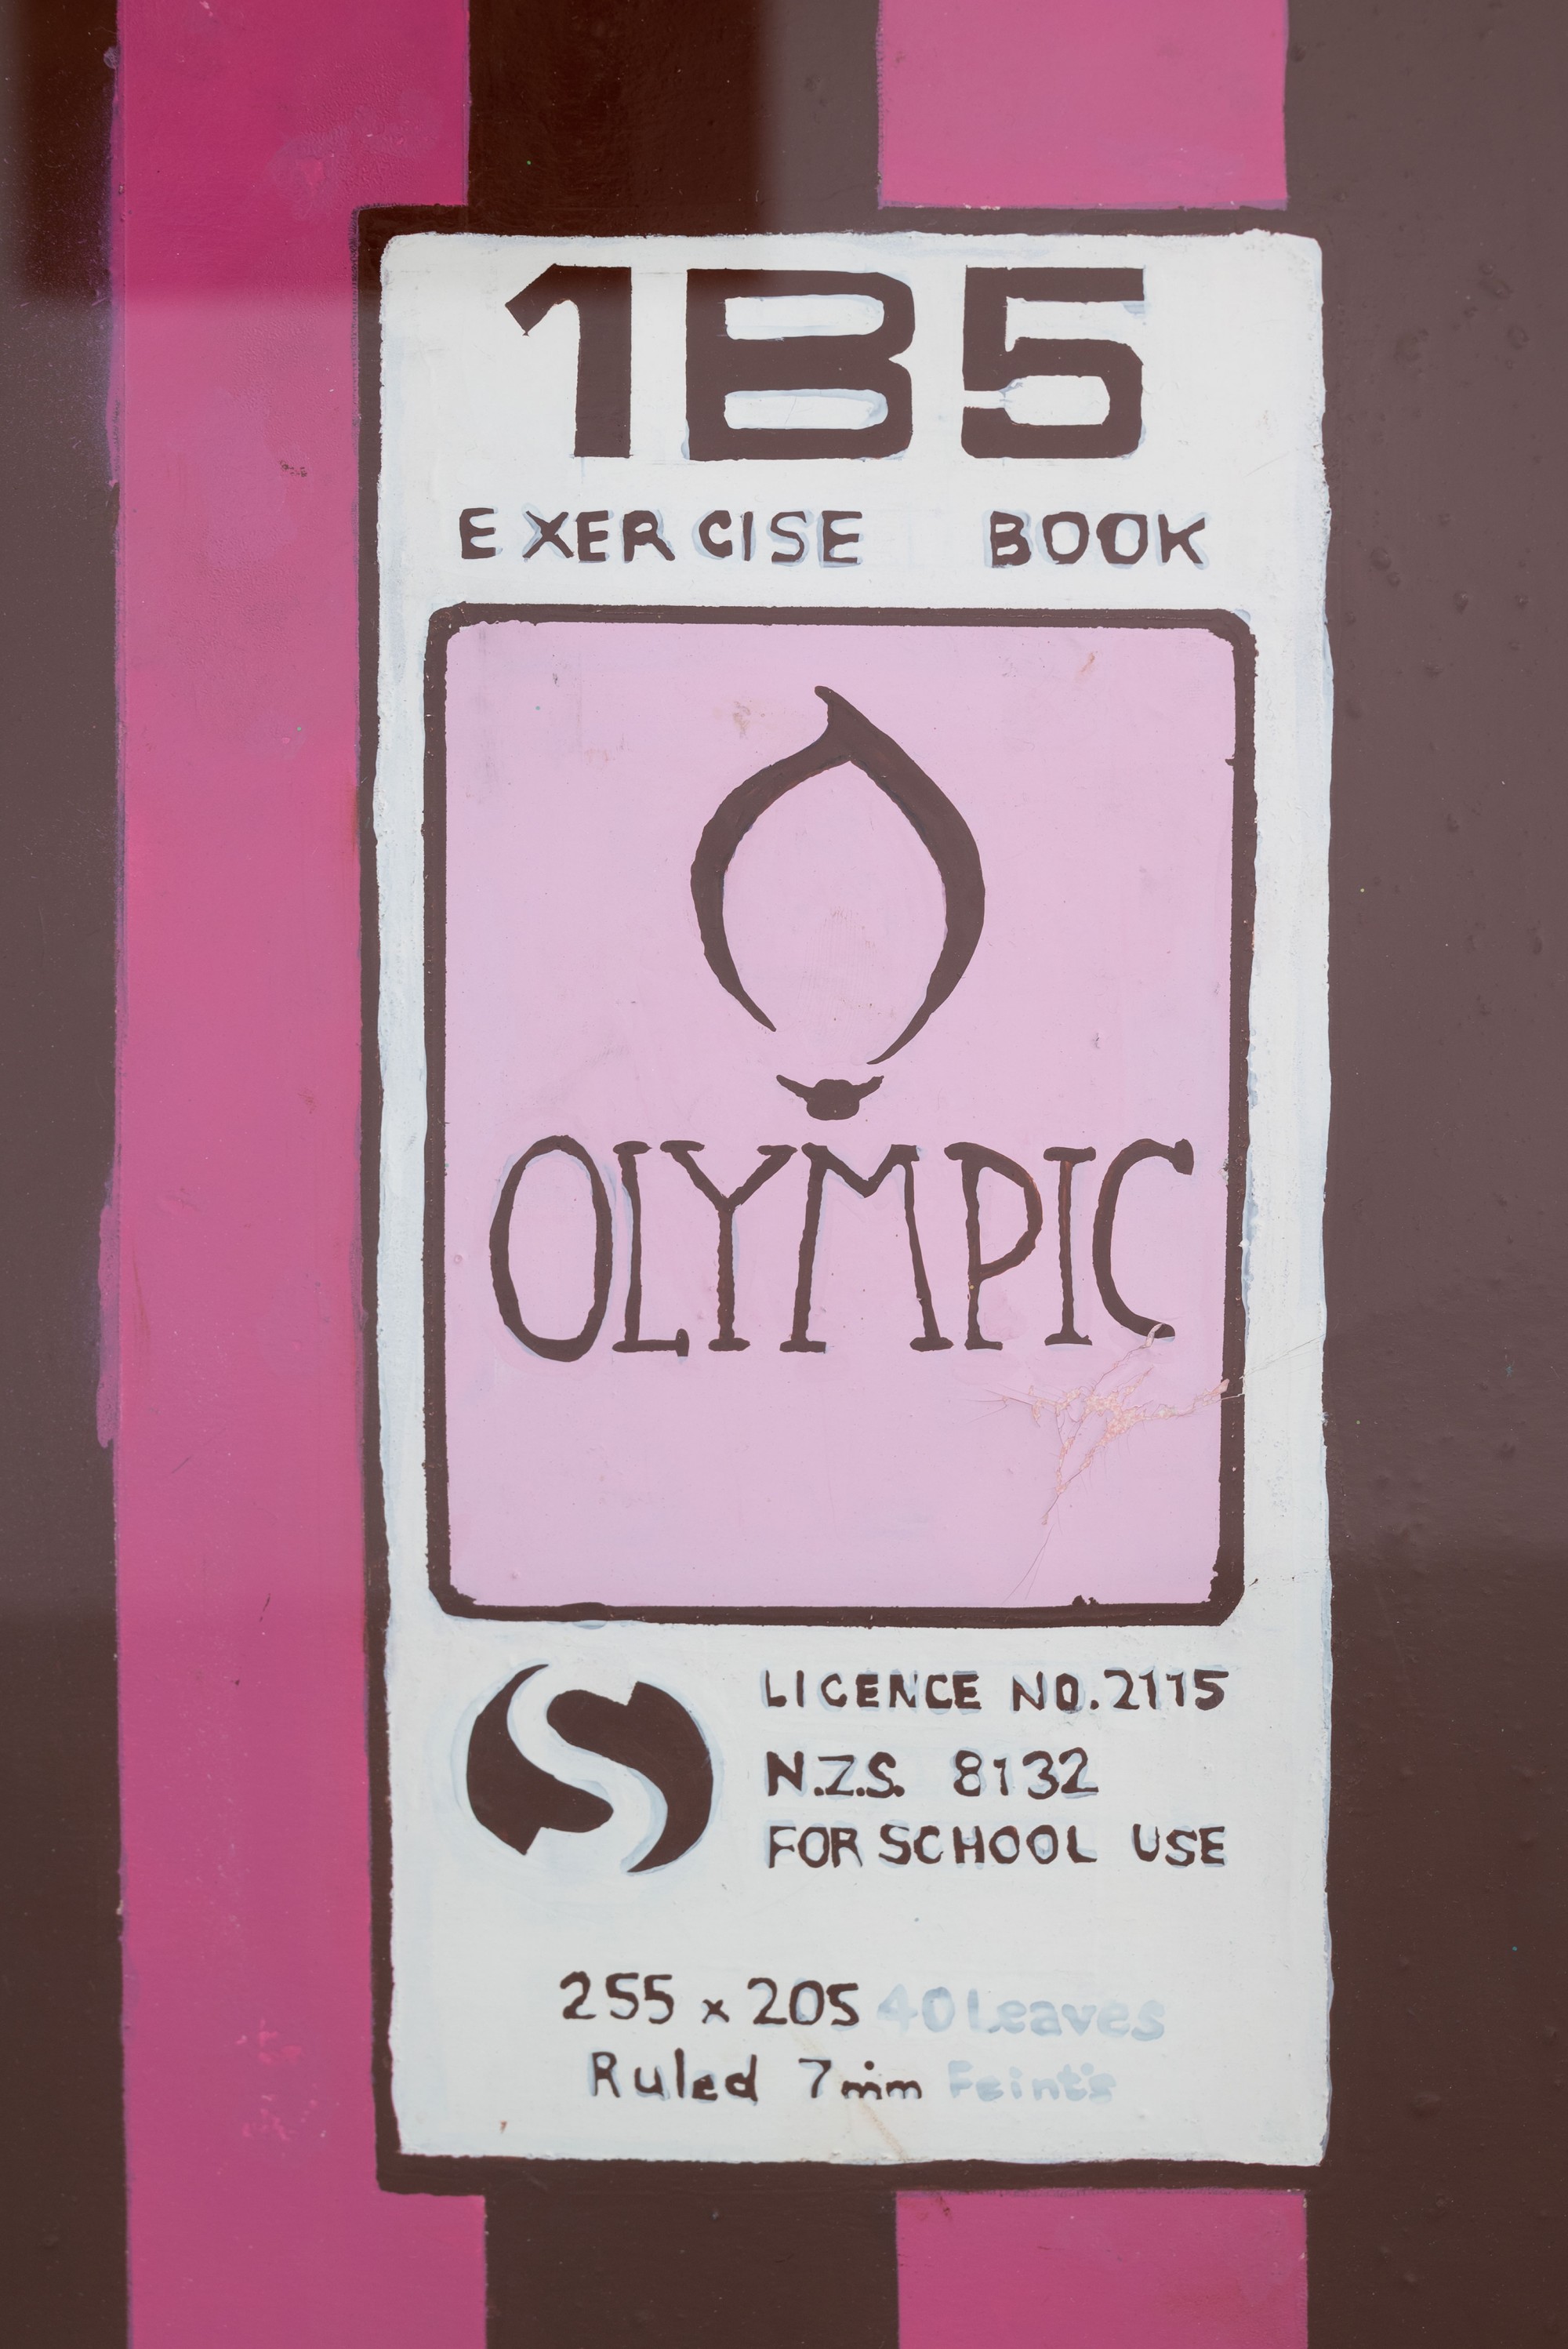 1B5
EXERCISE BOOK
OLYMPIC
S
LICENCE NO.2115
N.Z.S. 8132
FOR SCHOOL USE
255 x 205 40 Leaves
Ruled 7mm Feints